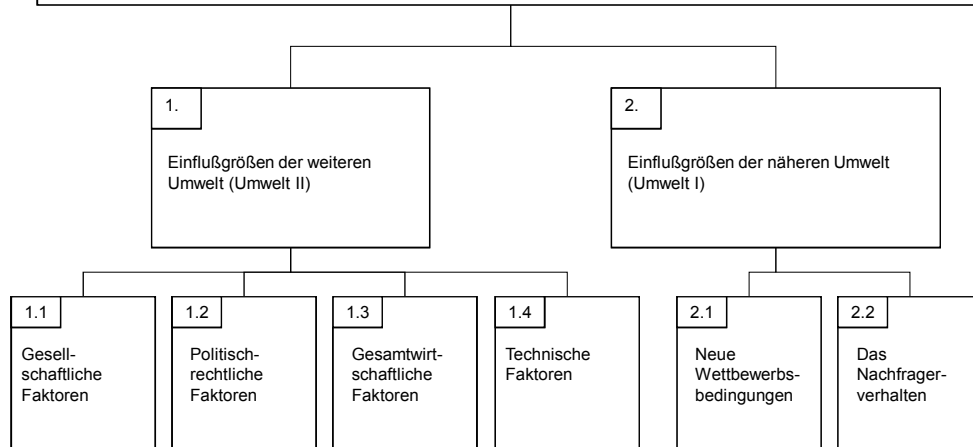 1.
Einflußgrößen der weiteren
Umwelt (Umwelt II)
2.
Einflußgrößen der näheren Umwelt
(Umwelt I)
1.1
Gesell-
schaftliche
Faktoren
1.2
Politisch-
rechtliche
Faktoren
1.3
Gesamtwirt-
schaftliche
Faktoren
1.4
Technische
Faktoren
2.1
Neue
Wettbewerbs-
bedingungen
2.2
Das
Nachfrager-
verhalten